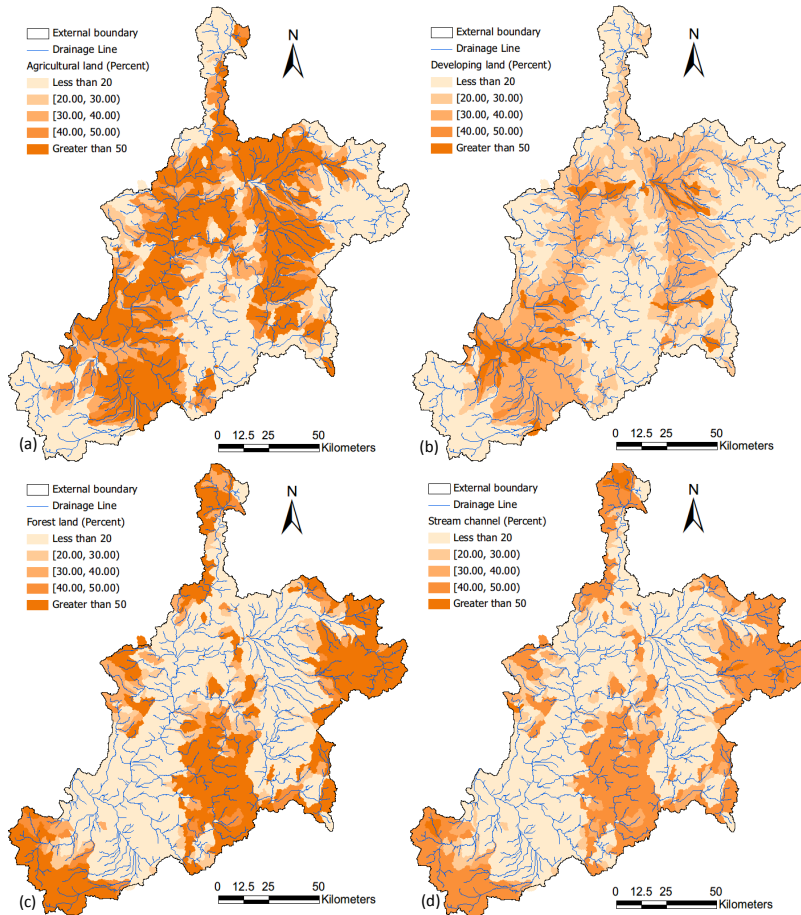 External boundary
Drainage Line
Agricultural land (Percent)
Less than 20
[20.00, 30.00)
[30.00, 40.00)
[40.00, 50.00)
Greater than 50
N
(a)
0 12.5 25 50
Kilometers
External boundary
Drainage Line
Developing land (Percent)
Less than 20
[20.00, 30.00)
[30.00, 40.00)
[40.00, 50.00)
Greater than 50
N
(b)
0 12.5 25 50
Kilometers
External boundary
Drainage Line
Forest land (Percent)
Less than 20
[20.00, 30.00)
[30.00, 40.00)
[40.00, 50.00)
Greater than 50
N
(c)
0 12.5 25 50
Kilometers
External boundary
Drainage Line
Stream channel (Percent)
Less than 20
[20.00, 30.00)
[30.00, 40.00)
[40.00, 50.00)
Greater than 50
N
(d)
0 12.5 25 50
Kilometers